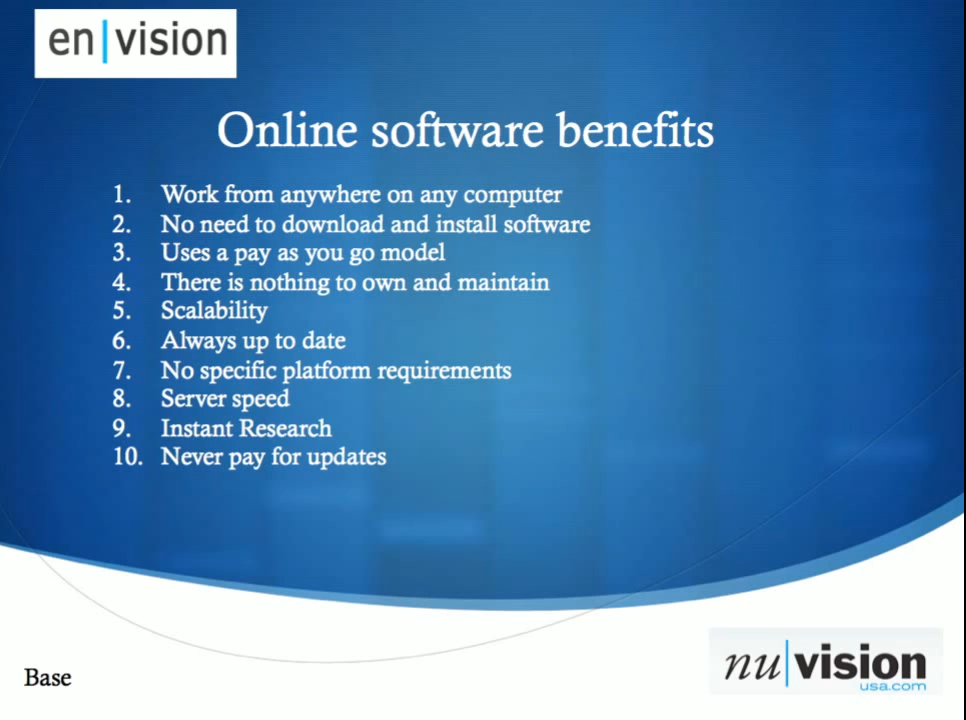 en|vision
Online software benefits
1. Work from anywhere on any computer
2. No need to download and install software
3. Uses a pay as you go model
4. There is nothing to own and maintain
5. Scalability
6. Always up to date
7. No specific platform requirements
8. Server speed
9. Instant Research
10. Never pay for updates
nu|vision
usa.com
Base